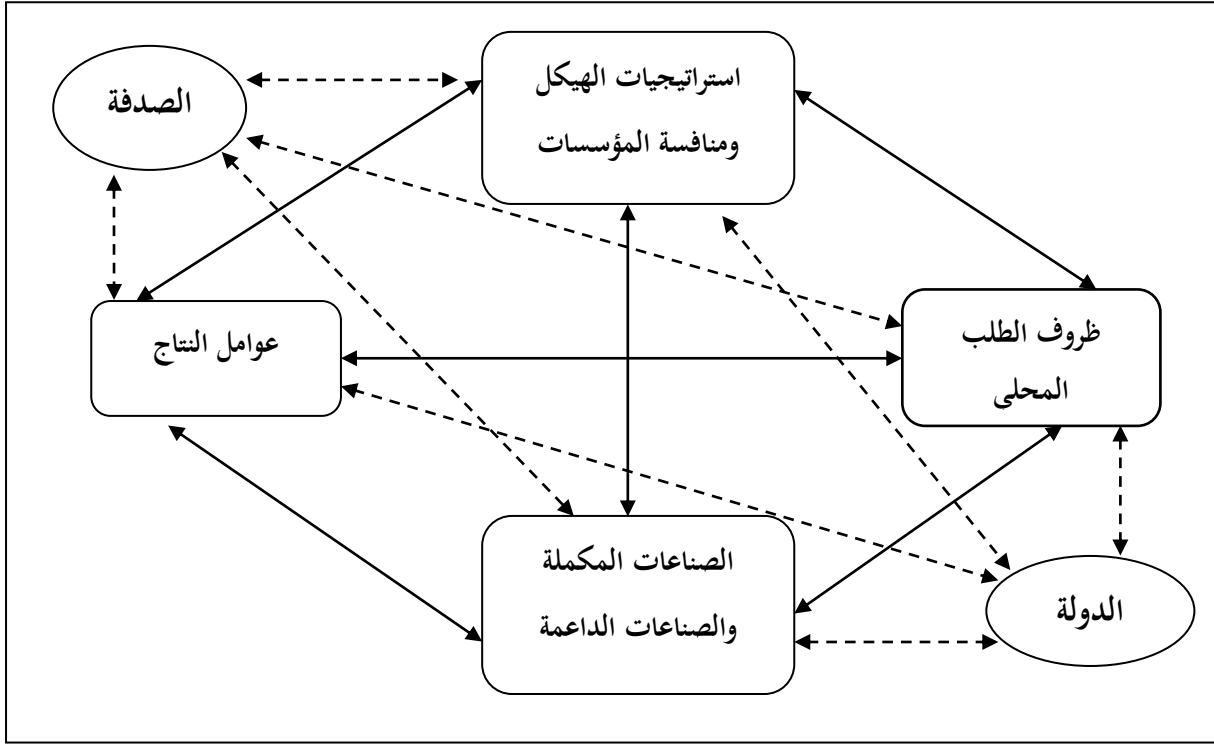 استراتيجيات الهيكل
ومنافسة المؤسسات
الصدفة
ظروف الطلب
المحلى
عوامل النتاج
الصناعات المكملة
والصناعات الداعمة
الدولة